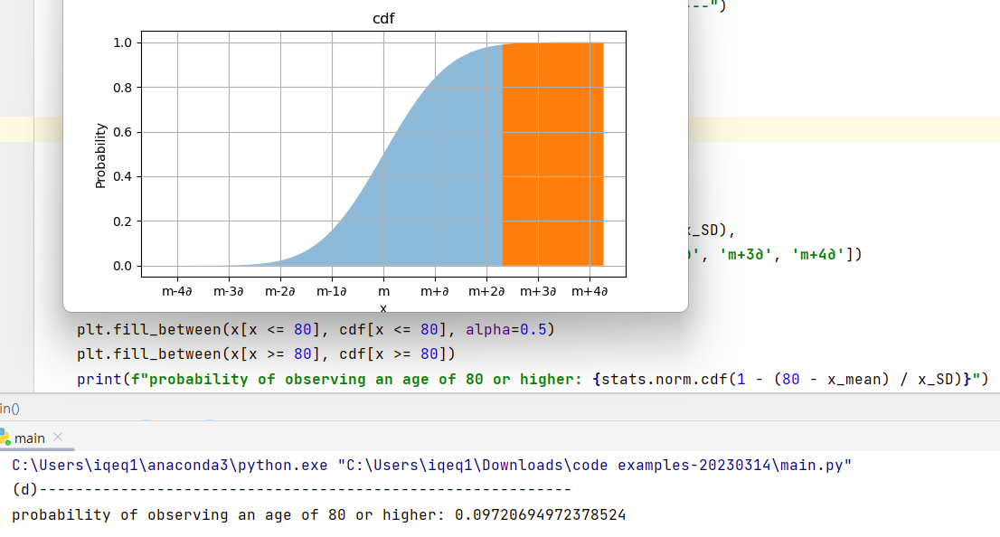 --")
cdf
1.0
0.8
0.6
0.4
0.2
0.0
Probability
m-4∂ m-3∂ m-2∂ m-1∂ m m+∂ m+2∂ m+3∂ m+4∂
x
x_SD),
∂', 'm+3∂', 'm+4∂'])
plt.fill_between(x[x <= 80], cdf[x <= 80], alpha=0.5)
plt.fill_between(x[x >= 80], cdf[x >= 80])
print(f"probability of observing an age of 80 or higher: {stats.norm.cdf(1 - (80 - x_mean) / x_SD)}")
in()
main ×
C:\Users\iqeq1\anaconda3\python.exe "C:\Users\iqeq1\Downloads\code examples-20230314\main.py"
(d)-----------------------------------------------------------
probability of observing an age of 80 or higher: 0.09720694972378524